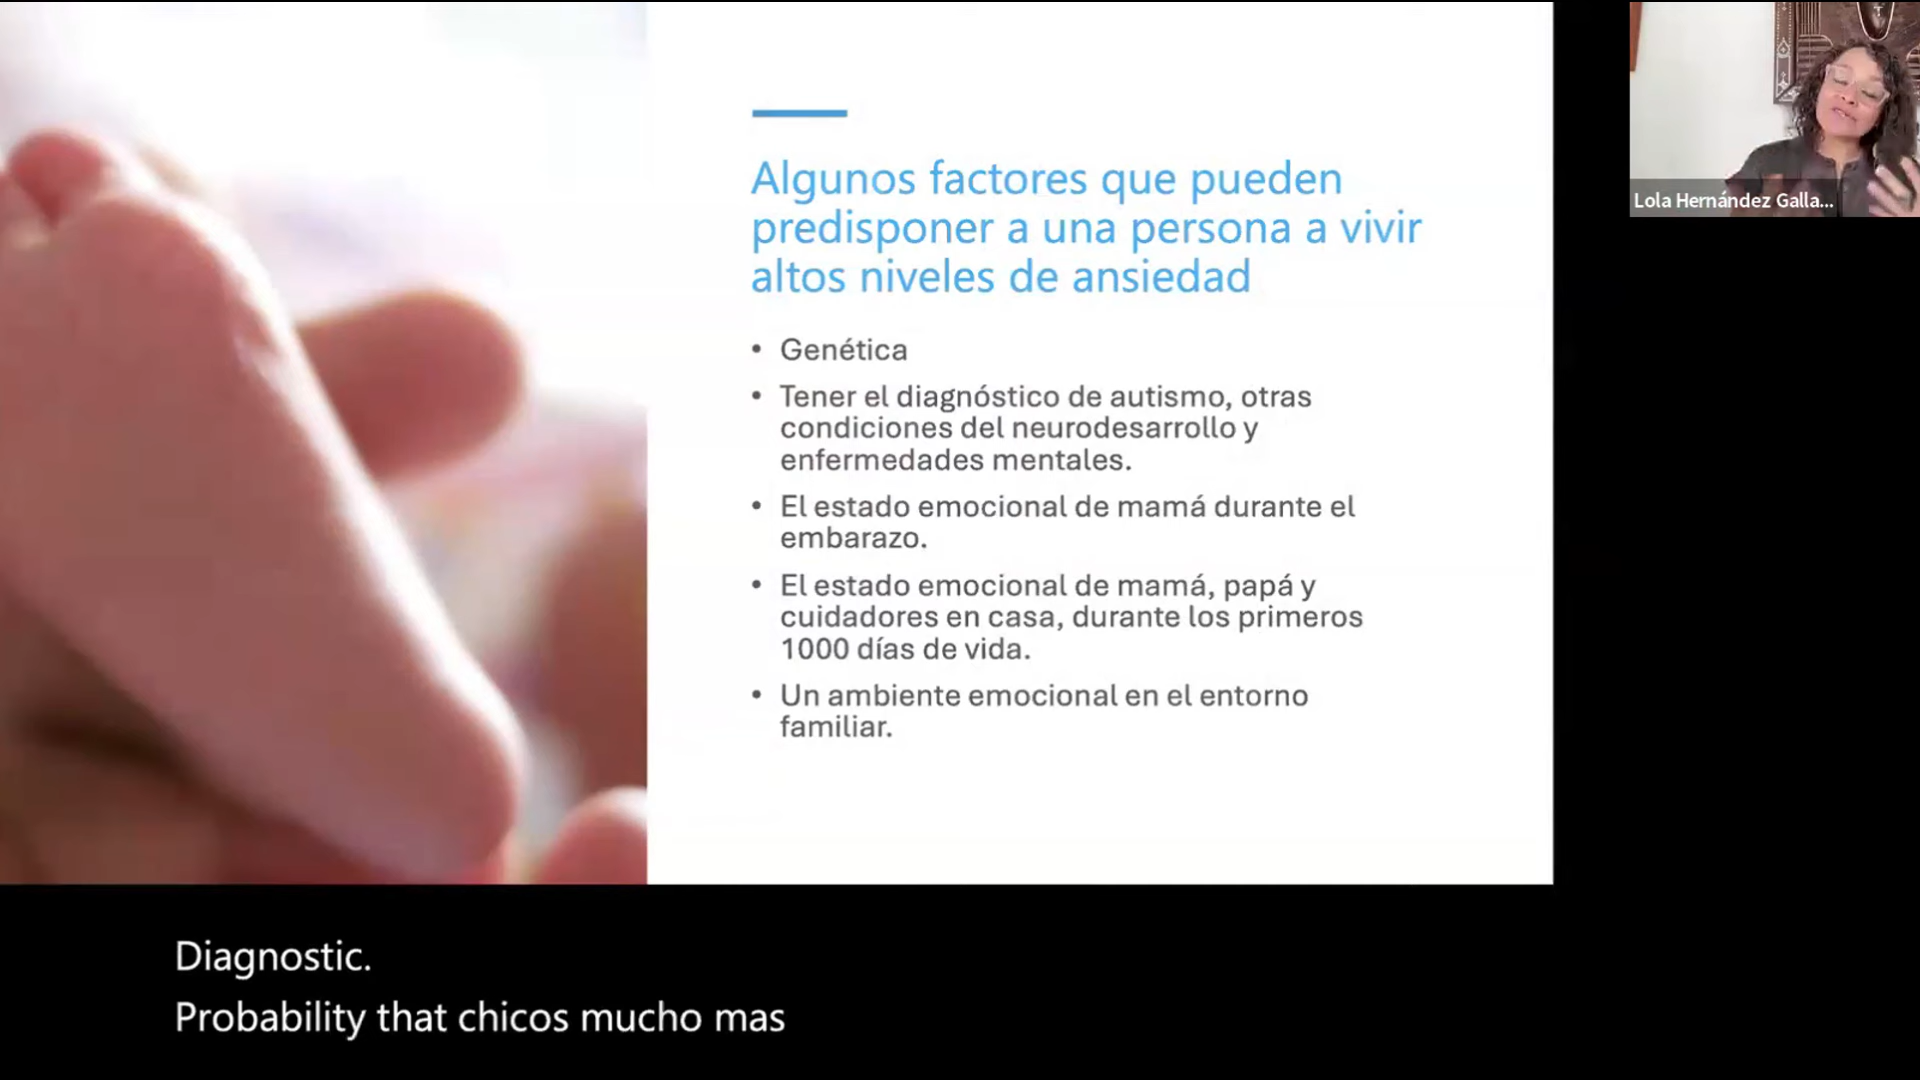 Algunos factores que pueden
predisponer a una persona a vivir
altos niveles de ansiedad
• Genética
• Tener el diagnóstico de autismo, otras
condiciones del neurodesarrollo y
enfermedades mentales.
• El estado emocional de mamá durante el
embarazo.
• El estado emocional de mamá, papá y
cuidadores en casa, durante los primeros
1000 días de vida.
• Un ambiente emocional en el entorno
familiar.
Lola Hernández Galla...
Diagnostic.
Probability that chicos mucho mas